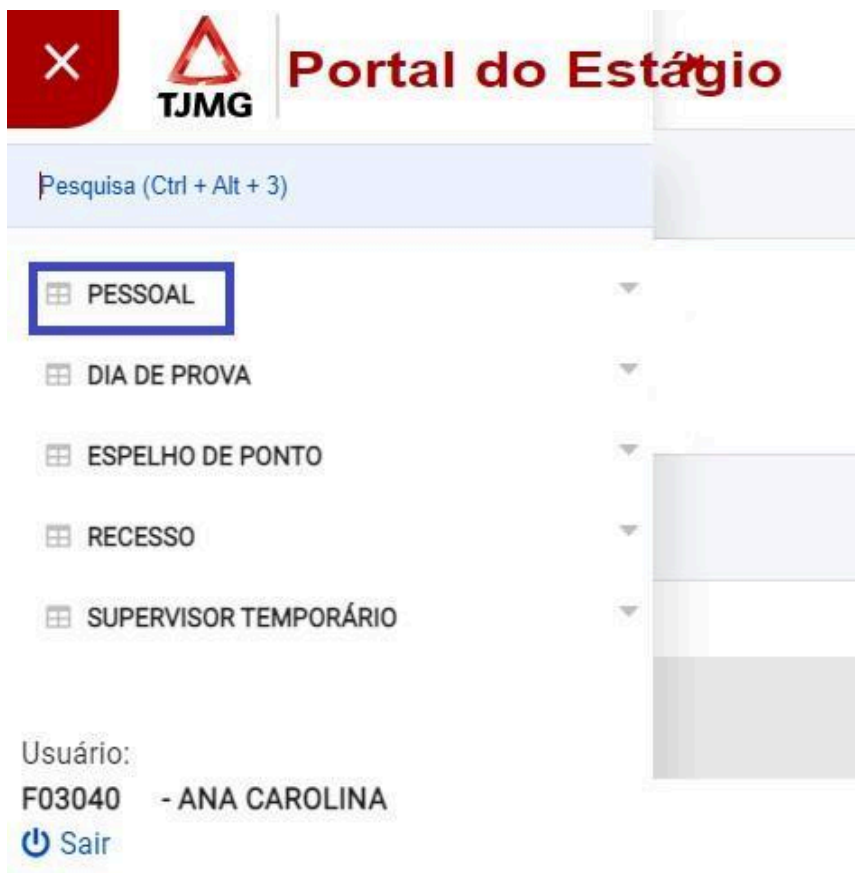 TJMG
Portal do Estágio
Pesquisa (Ctrl + Alt + 3)
PESSOAL
DIA DE PROVA
ESPELHO DE PONTO
RECESSO
SUPERVISOR TEMPORÁRIO
Usuário:
F03040 - ANA CAROLINA
Sair